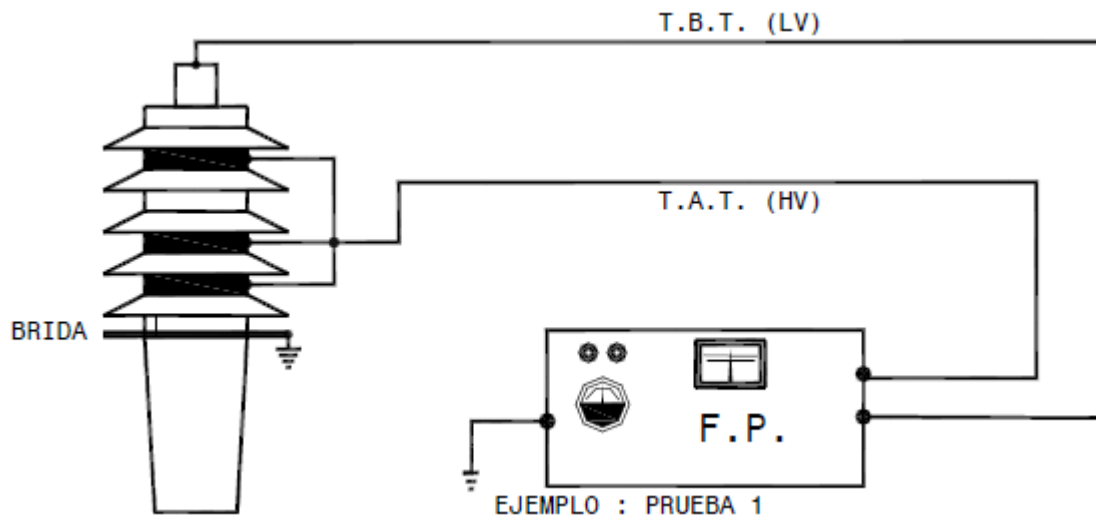 T.B.T. (LV)
T.A.T. (HV)
BRIDA
F.P.
EJEMPLO : PRUEBA 1